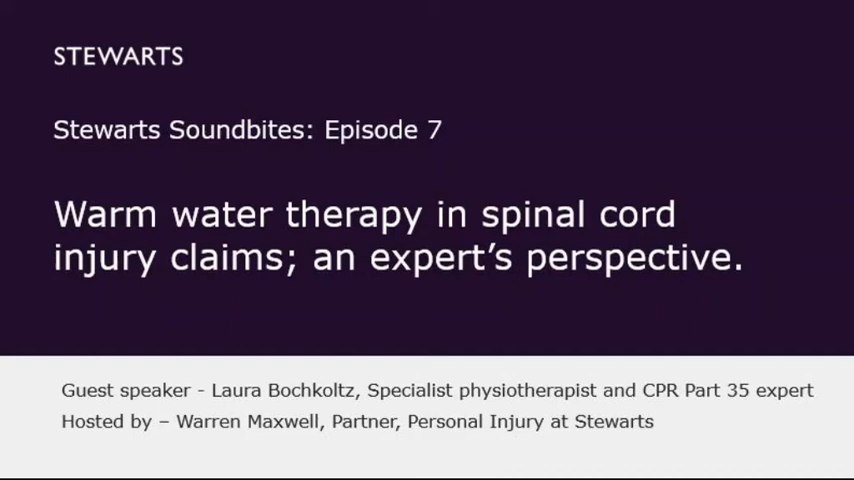 STEWARTS
Stewarts Soundbites: Episode 7
Warm water therapy in spinal cord
injury claims; an expert’s perspective.
Guest speaker - Laura Bochkoltz, Specialist physiotherapist and CPR Part 35 expert
Hosted by – Warren Maxwell, Partner, Personal Injury at Stewarts